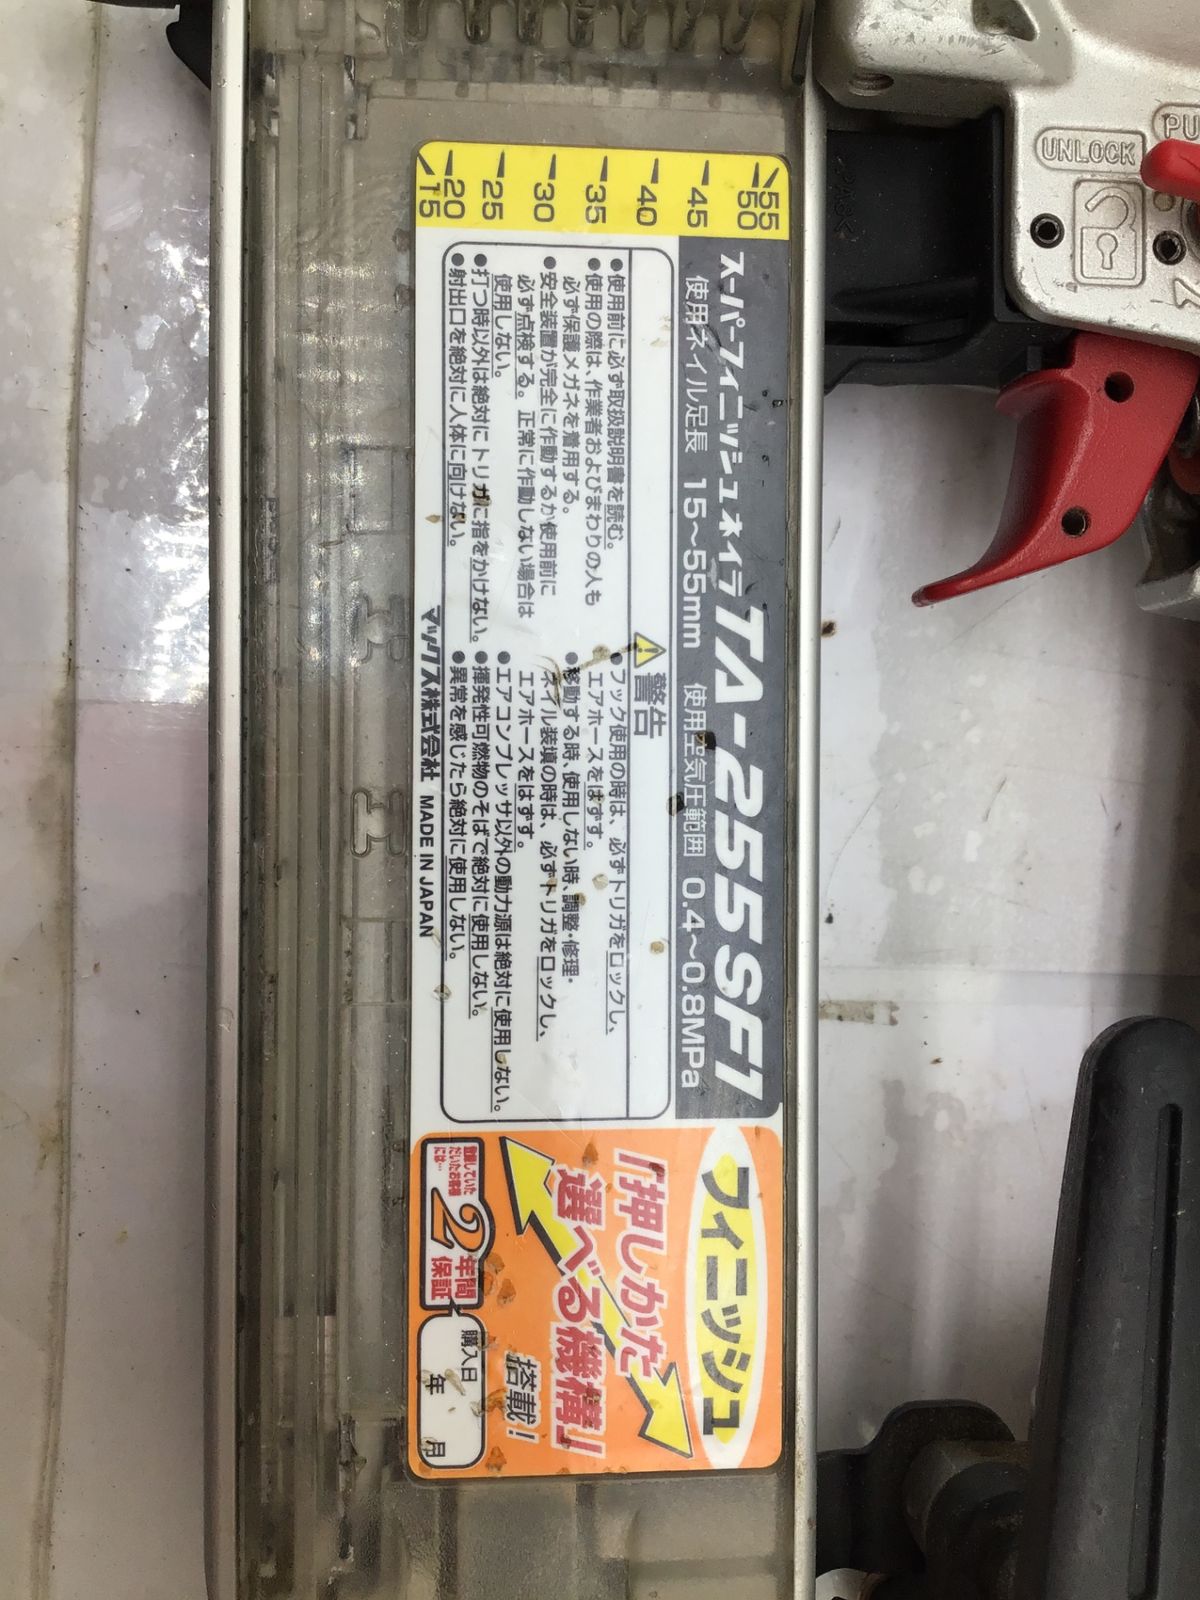 55
50
45
40
35
30
25
20
15
スーパーフィニッシュネイラ TA-255SF1
使用ネイル足長 15～55mm 使用空気圧範囲 0.4～0.8MPa
警告
●使用前に必ず取扱説明書を読む。
●使用の際は、作業者およびまわりの人も
必ず保護メガネを着用する。
●安全装置が完全に作動するか使用前に
必ず点検する。正常に作動しない場合は
使用しない。
●打つ時以外は絶対にトリガに指をかけない。
●射出口を絶対に人体に向けない。
●フック使用の時は、必ずトリガをロックし、
エアホースをはずす。
●移動する時、使用しない時、調整・修理・
ネイル装填の時は、必ずトリガをロックし、
エアホースをはずす。
●エアコンプレッサ以外の動力源は絶対に使用しない。
●揮発性可燃物のそばで絶対に使用しない。
●異常を感じたら絶対に使用しない。
マックス株式会社 MADE IN JAPAN
フィニッシュ
「押しかた
選べる機構」
搭載!
登録していた
だいたお客様
には…
2年間
保証
購入日
年 月
UNLOCK
PU